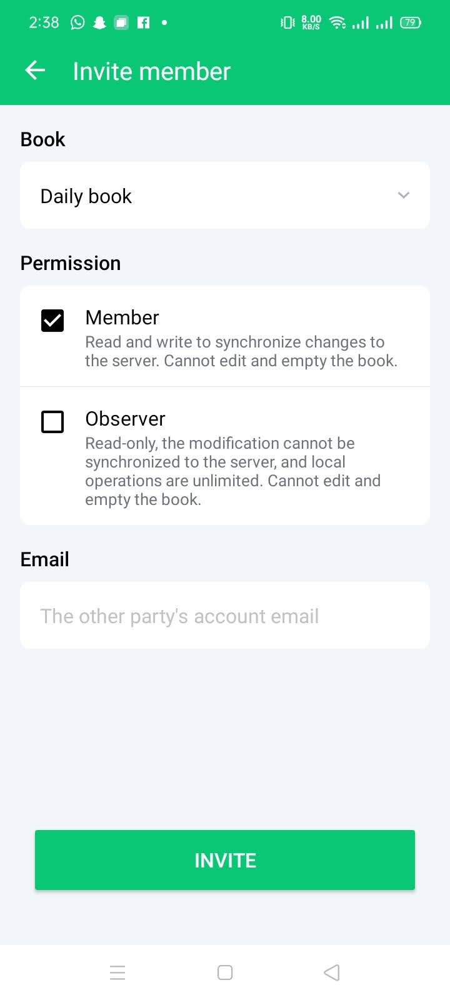 2:38 8.00 KB/S 79
Invite member
Book
Daily book
Permission
Member
Read and write to synchronize changes to
the server. Cannot edit and empty the book.
Observer
Read-only, the modification cannot be
synchronized to the server, and local
operations are unlimited. Cannot edit and
empty the book.
Email
The other party's account email
INVITE